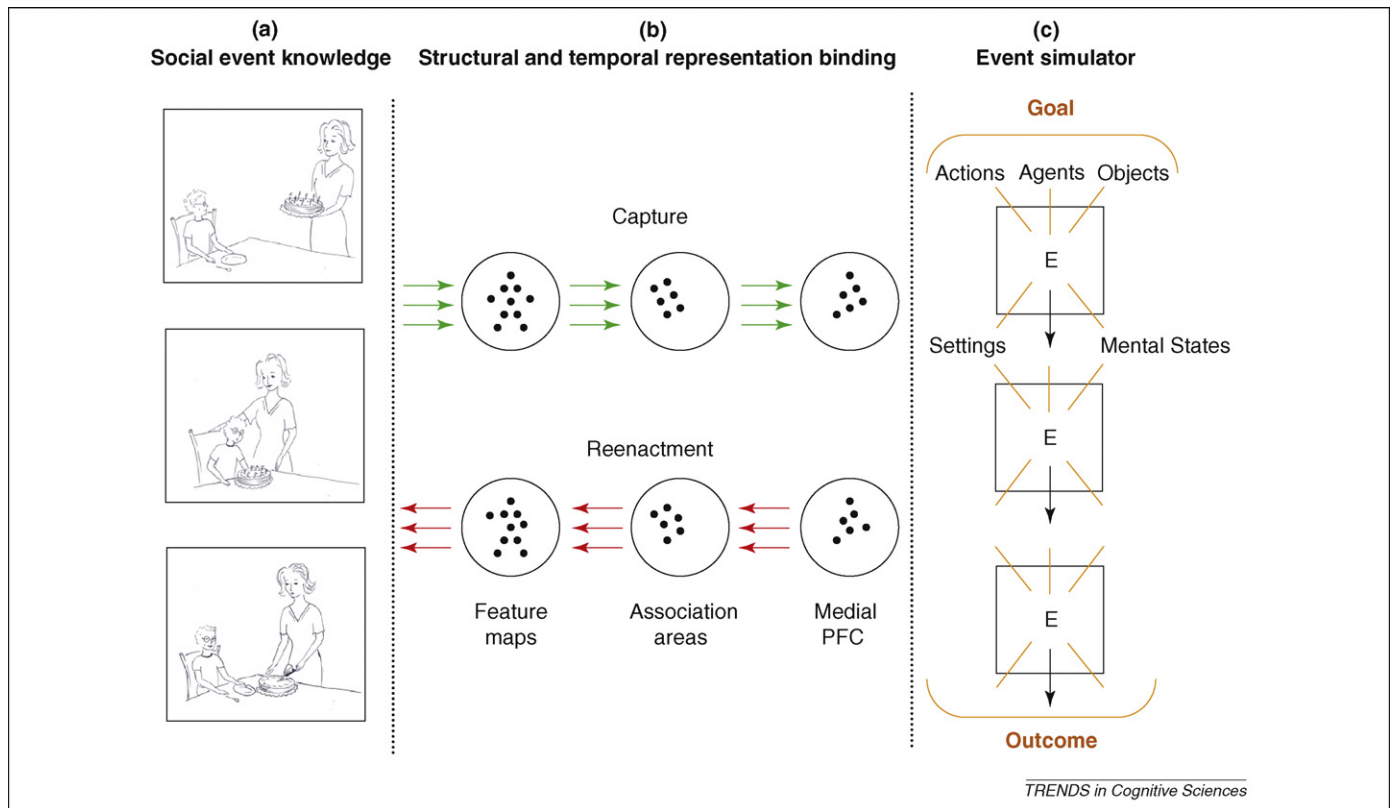 (a)
Social event knowledge
(b)
Structural and temporal representation binding
(c)
Event simulator
Capture
Reenactment
Feature
maps
Association
areas
Medial
PFC
Goal
Actions Agents Objects
E
Settings Mental States
E
E
Outcome
TRENDS in Cognitive Sciences